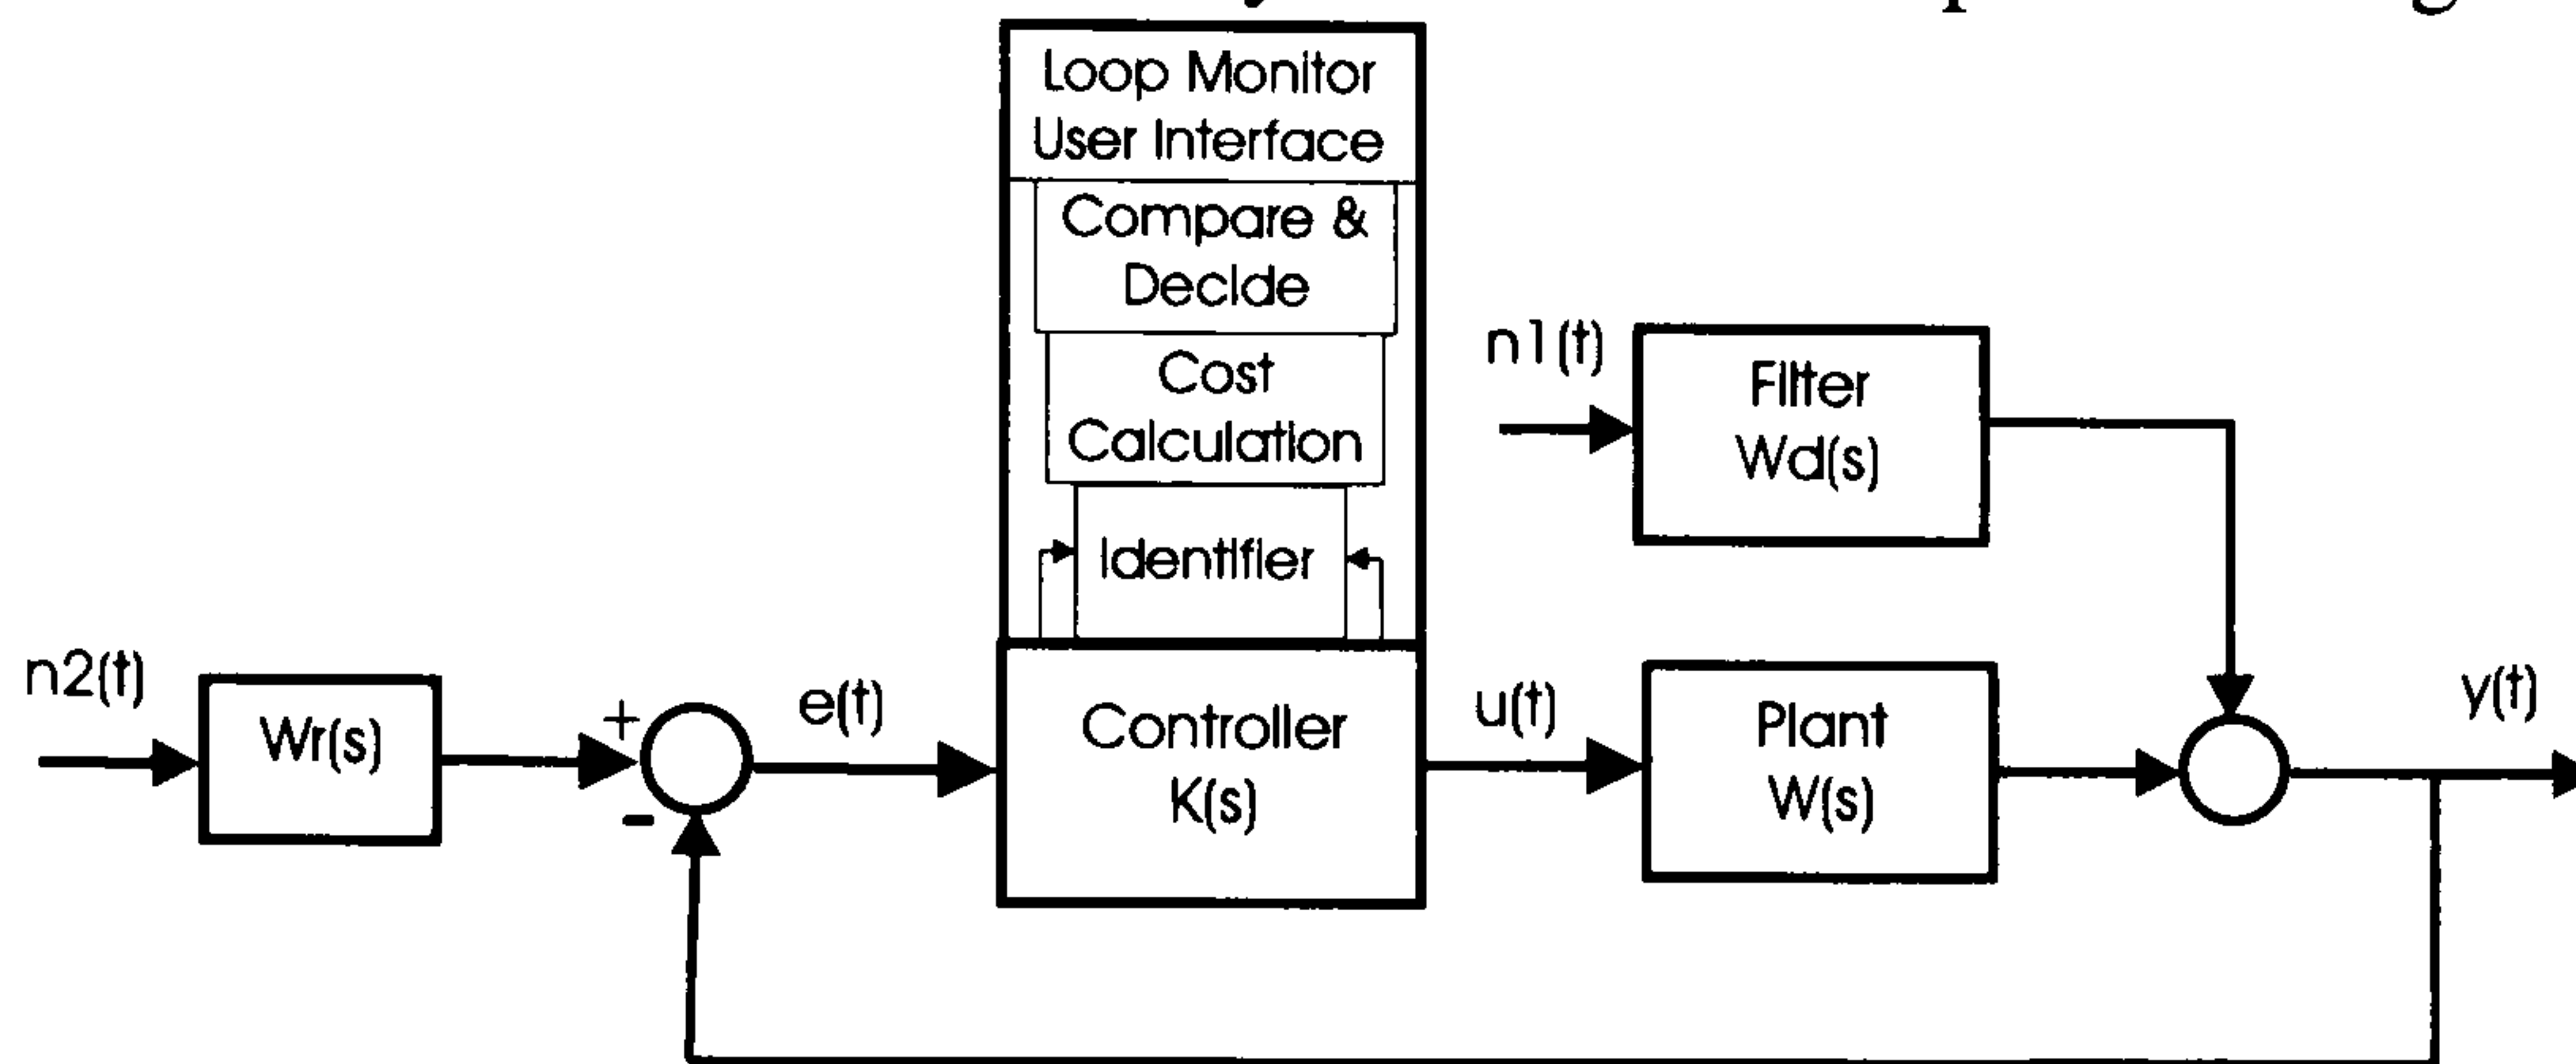 Loop Monitor
User Interface
Compare &
Decide
Cost
Calculation
Identifier
n1(t)
Filter
Wd(s)
n2(t)
Wr(s)
+
-
e(t)
Controller
K(s)
u(t)
Plant
W(s)
y(t)